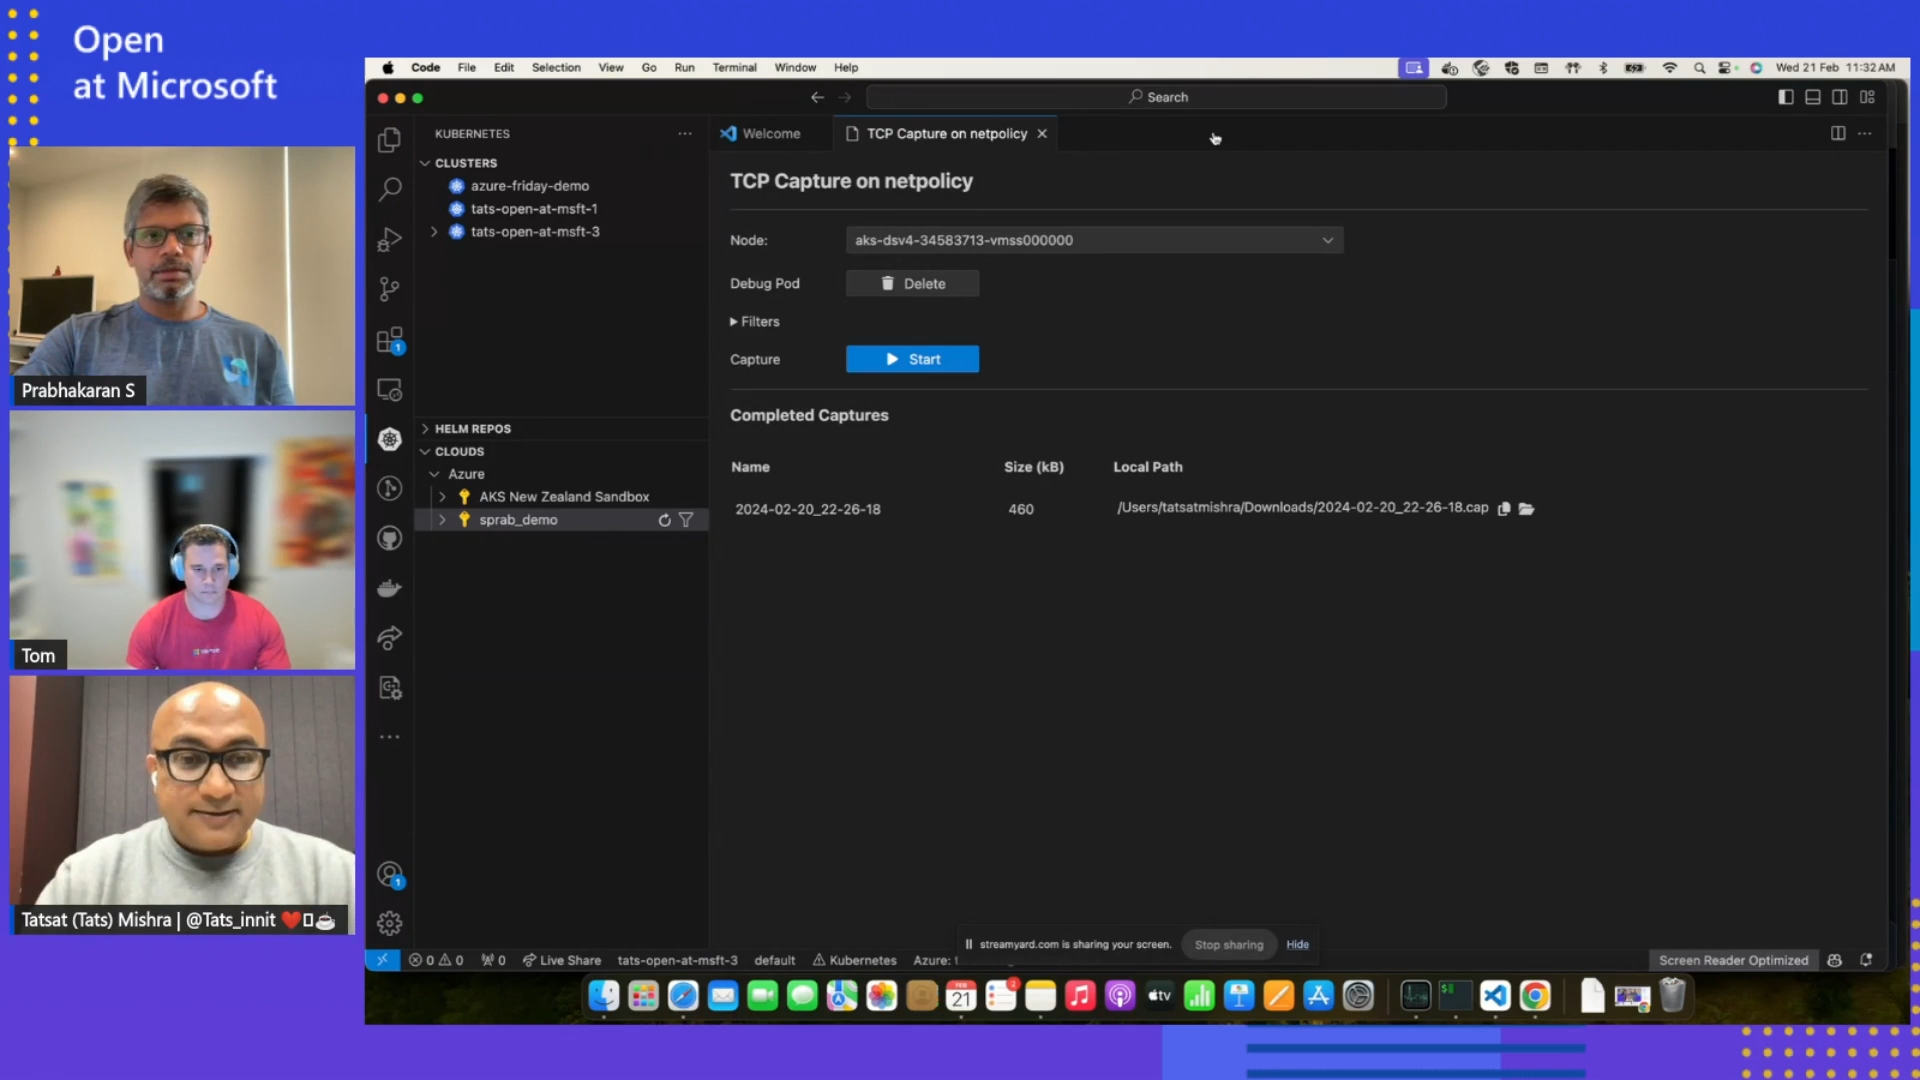 Open
at Microsoft
Code File Edit Selection View Go Run Terminal Window Help
Wed 21 Feb 11:32 AM
Search
KUBERNETES
Welcome
TCP Capture on netpolicy
CLUSTERS
azure-friday-demo
tats-open-at-msft-1
tats-open-at-msft-3
TCP Capture on netpolicy
Node:
aks-dsv4-34583713-vmss000000
Debug Pod
Delete
Filters
Capture
Start
Completed Captures
Name Size (kB) Local Path
2024-02-20_22-26-18 460 /Users/tatsatmishra/Downloads/2024-02-20_22-26-18.cap
HELM REPOS
CLOUDS
Azure
AKS New Zealand Sandbox
sprab_demo
1
1
Prabhakaran S
Tom
Tatsat (Tats) Mishra | @Tats_innit ❤️▯☕
streamyard.com is sharing your screen. Stop sharing Hide
0 0 0 Live Share tats-open-at-msft-3 default Kubernetes Azure:
Screen Reader Optimized
FEB
21
tv